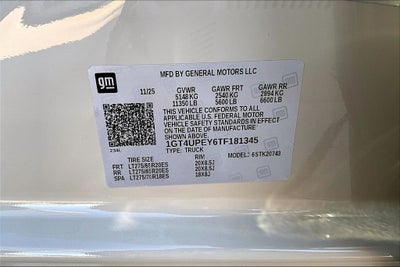 gm
MFD BY GENERAL MOTORS LLC
11/25 GVWR GAWR FRT GAWR RR
5148 KG 2540 KG 2994 KG
11350 LB 5600 LB 6600 LB
THIS VEHICLE CONFORMS TO ALL
APPLICABLE U.S. FEDERAL MOTOR
VEHICLE SAFETY STANDARDS IN EFFECT
ON THE DATE OF MANUFACTURE
SHOWN ABOVE.
1GT4UPEY6TF181345
TYPE: TRUCK MODEL: 6STK20743
TIRE SIZE RIM
FRT LT275/65R20ES 20X8.5J
RR LT275/65R20ES 20X8.5J
SPA LT275/70R18ES 18X8J